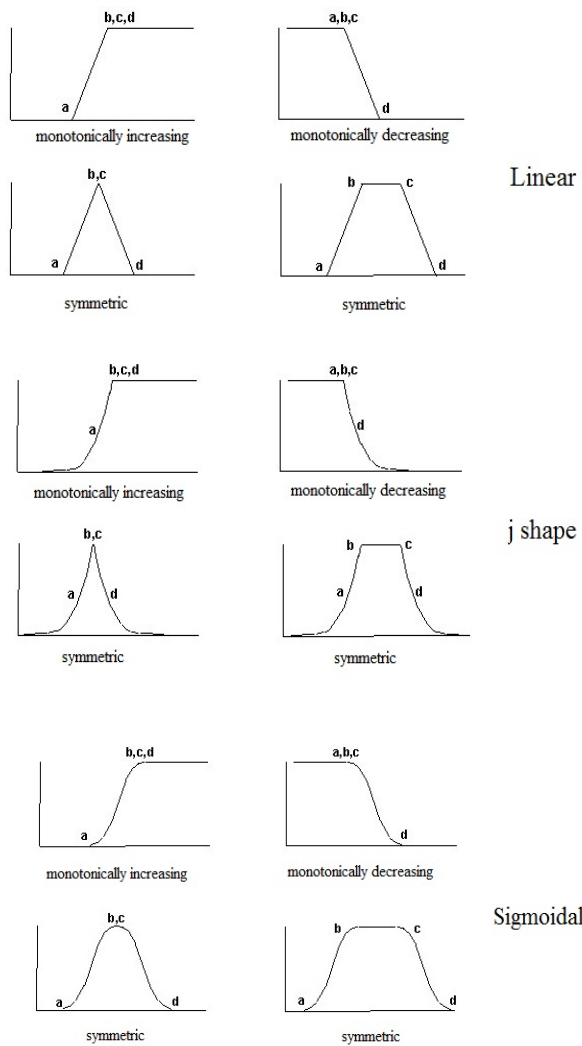 b,c,d
a,b,c
a
d
monotonically increasing
monotonically decreasing
Linear
b,c
b
c
a
d
a
d
symmetric
symmetric
b,c,d
a,b,c
a
d
monotonically increasing
monotonically decreasing
j shape
b,c
b
c
a
d
a
d
symmetric
symmetric
b,c,d
a,b,c
a
d
monotonically increasing
monotonically decreasing
Sigmoidal
b,c
b
c
a
d
a
d
symmetric
symmetric